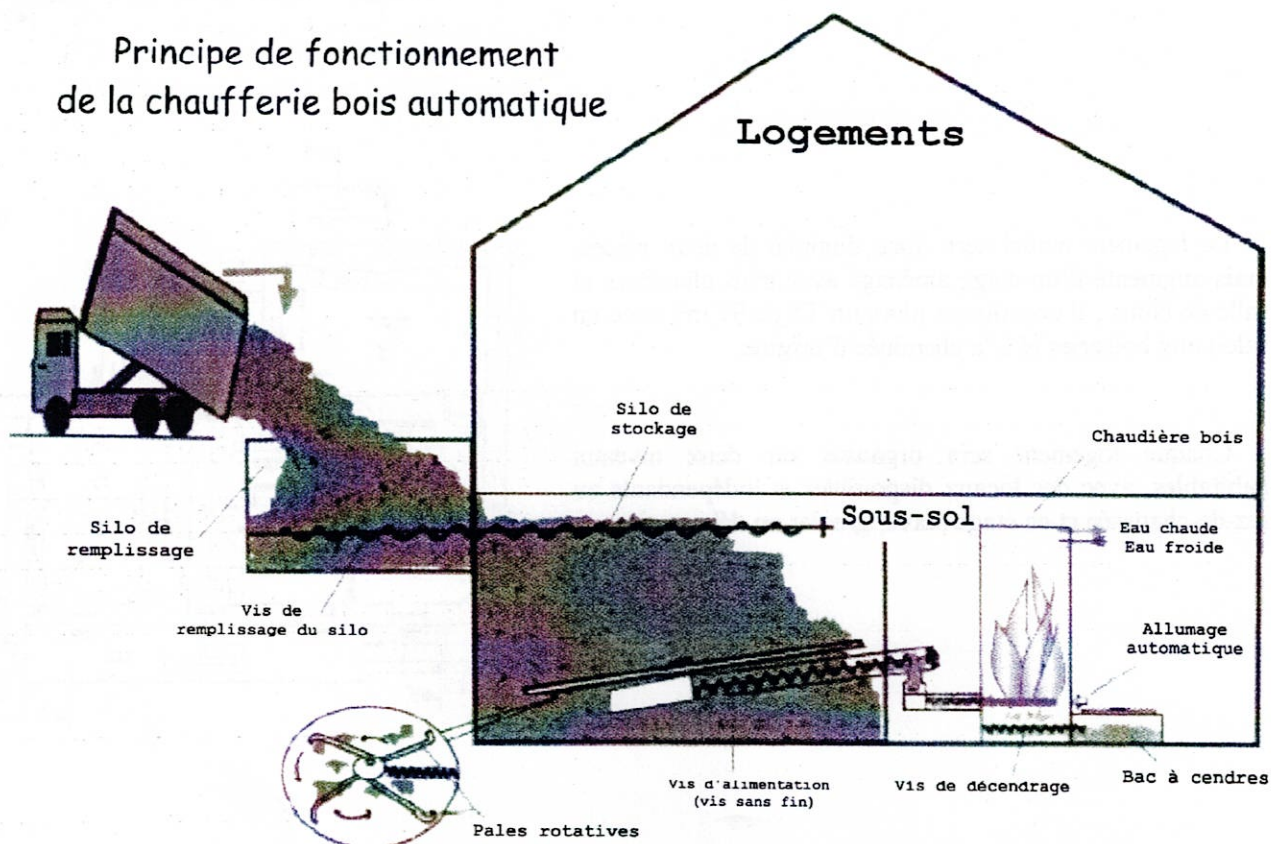 Principe de fonctionnement
de la chaufferie bois automatique
Logements
Silo de
stockage
Chaudière bois
Silo de
remplissage
Sous-sol
Eau chaude
Eau froide
Vis de
remplissage du silo
Allumage
automatique
Vis d'alimentation
(vis sans fin)
Vis de décendrage
Bac à cendres
Pales rotatives